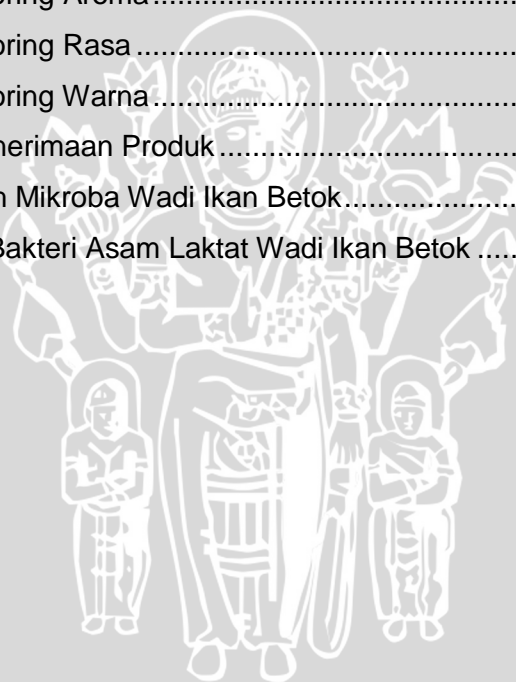 oring Aroma.......................................
oring Rasa.........................................
oring Warna.......................................
nerimaan Produk...............................
n Mikroba Wadi Ikan Betok...................
Bakteri Asam Laktat Wadi Ikan Betok .....